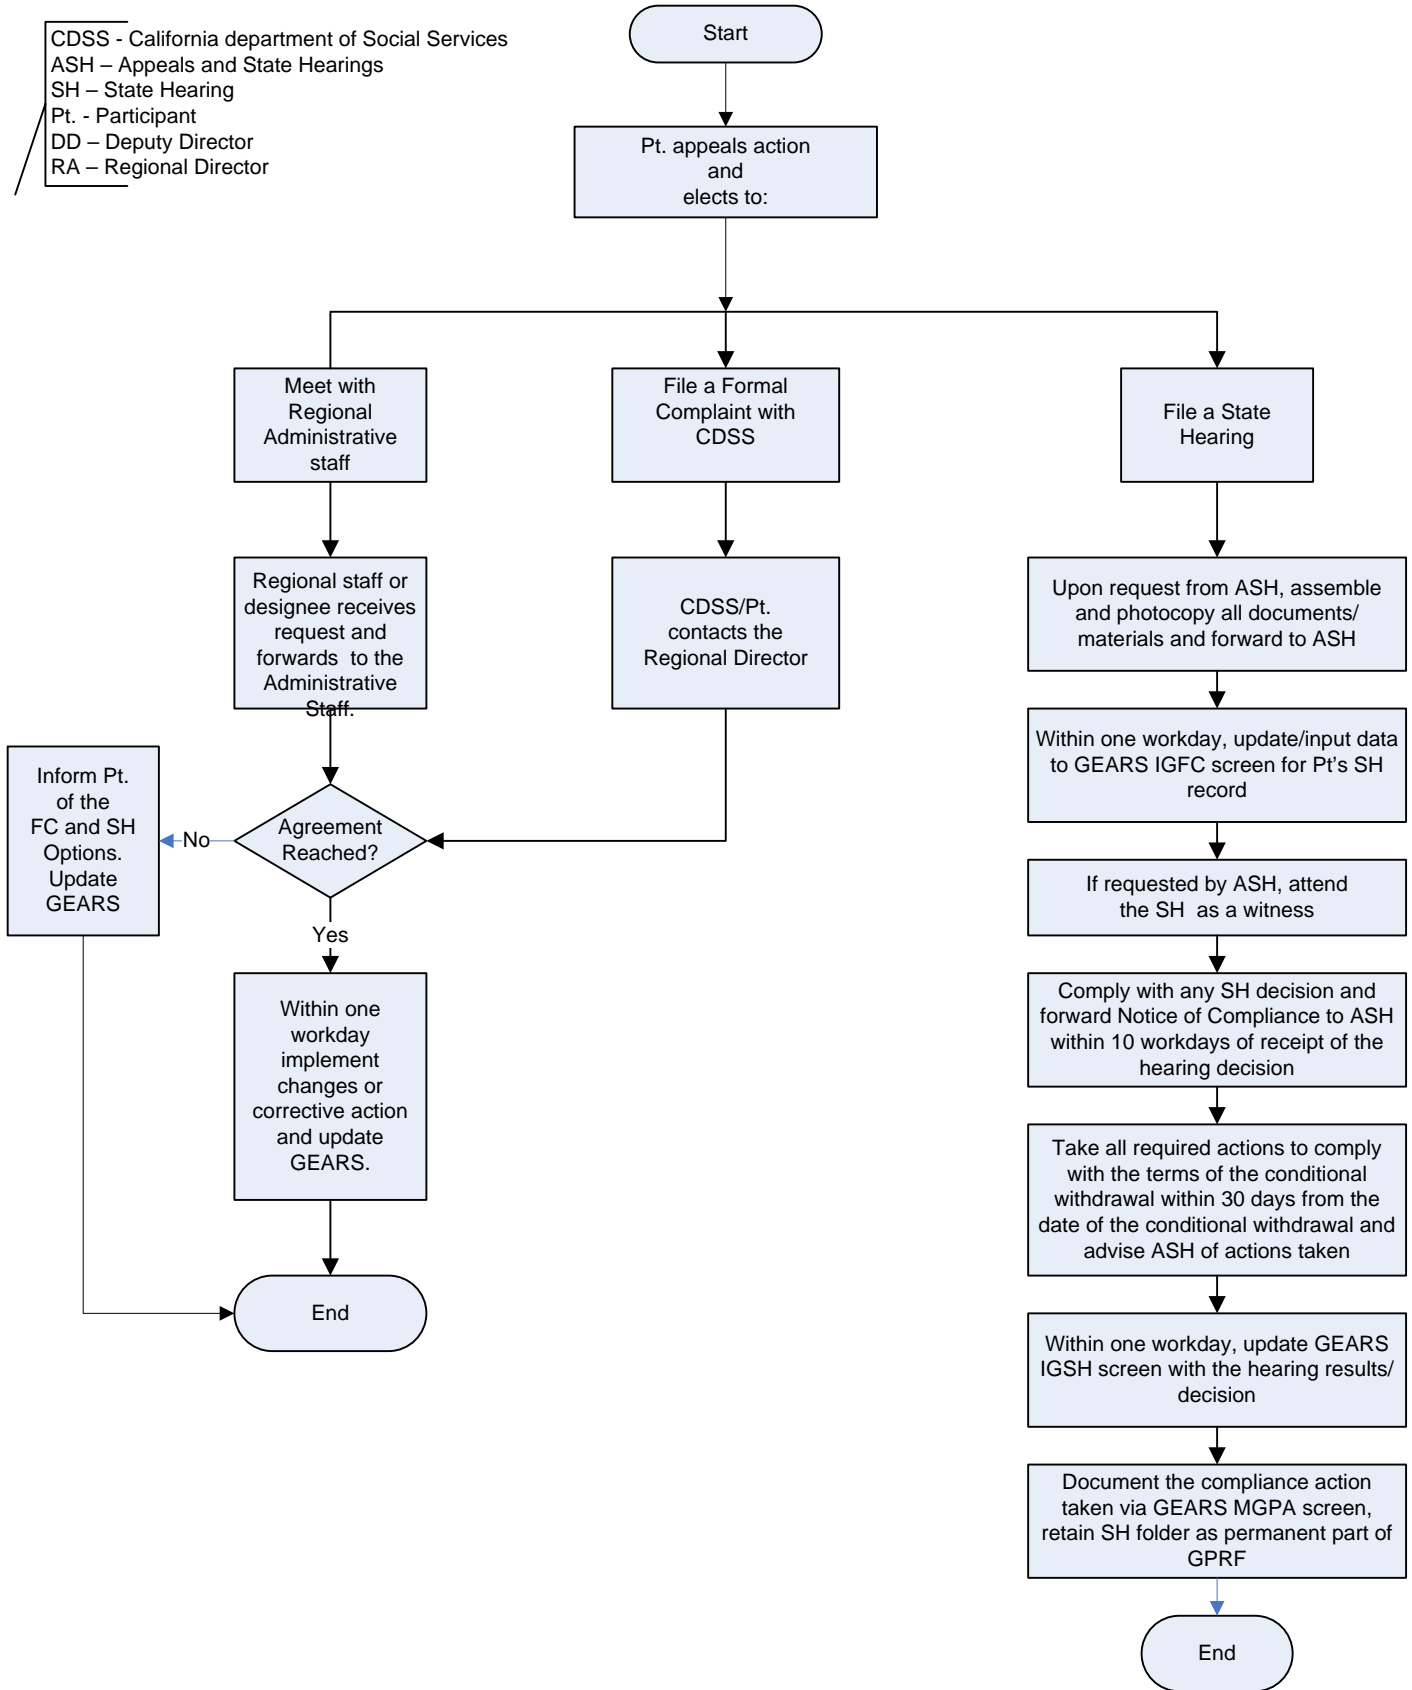 CDSS - California department of Social Services
ASH – Appeals and State Hearings
SH – State Hearing
Pt. - Participant
DD – Deputy Director
RA – Regional Director
Start
Pt. appeals action
and
elects to:
Meet with
Regional
Administrative
staff
File a Formal
Complaint with
CDSS
File a State
Hearing
Regional staff or
designee receives
request and
forwards to the
Administrative
Staff.
CDSS/Pt.
contacts the
Regional Director
Upon request from ASH, assemble
and photocopy all documents/
materials and forward to ASH
Within one workday, update/input data
to GEARS IGFC screen for Pt's SH
record
Inform Pt.
of the
FC and SH
Options.
Update
GEARS
No
Agreement
Reached?
Yes
If requested by ASH, attend
the SH as a witness
Within one
workday
implement
changes or
corrective action
and update
GEARS.
Comply with any SH decision and
forward Notice of Compliance to ASH
within 10 workdays of receipt of the
hearing decision
Take all required actions to comply
with the terms of the conditional
withdrawal within 30 days from the
date of the conditional withdrawal and
advise ASH of actions taken
End
Within one workday, update GEARS
IGSH screen with the hearing results/
decision
Document the compliance action
taken via GEARS MGPA screen,
retain SH folder as permanent part of
GPRF
End